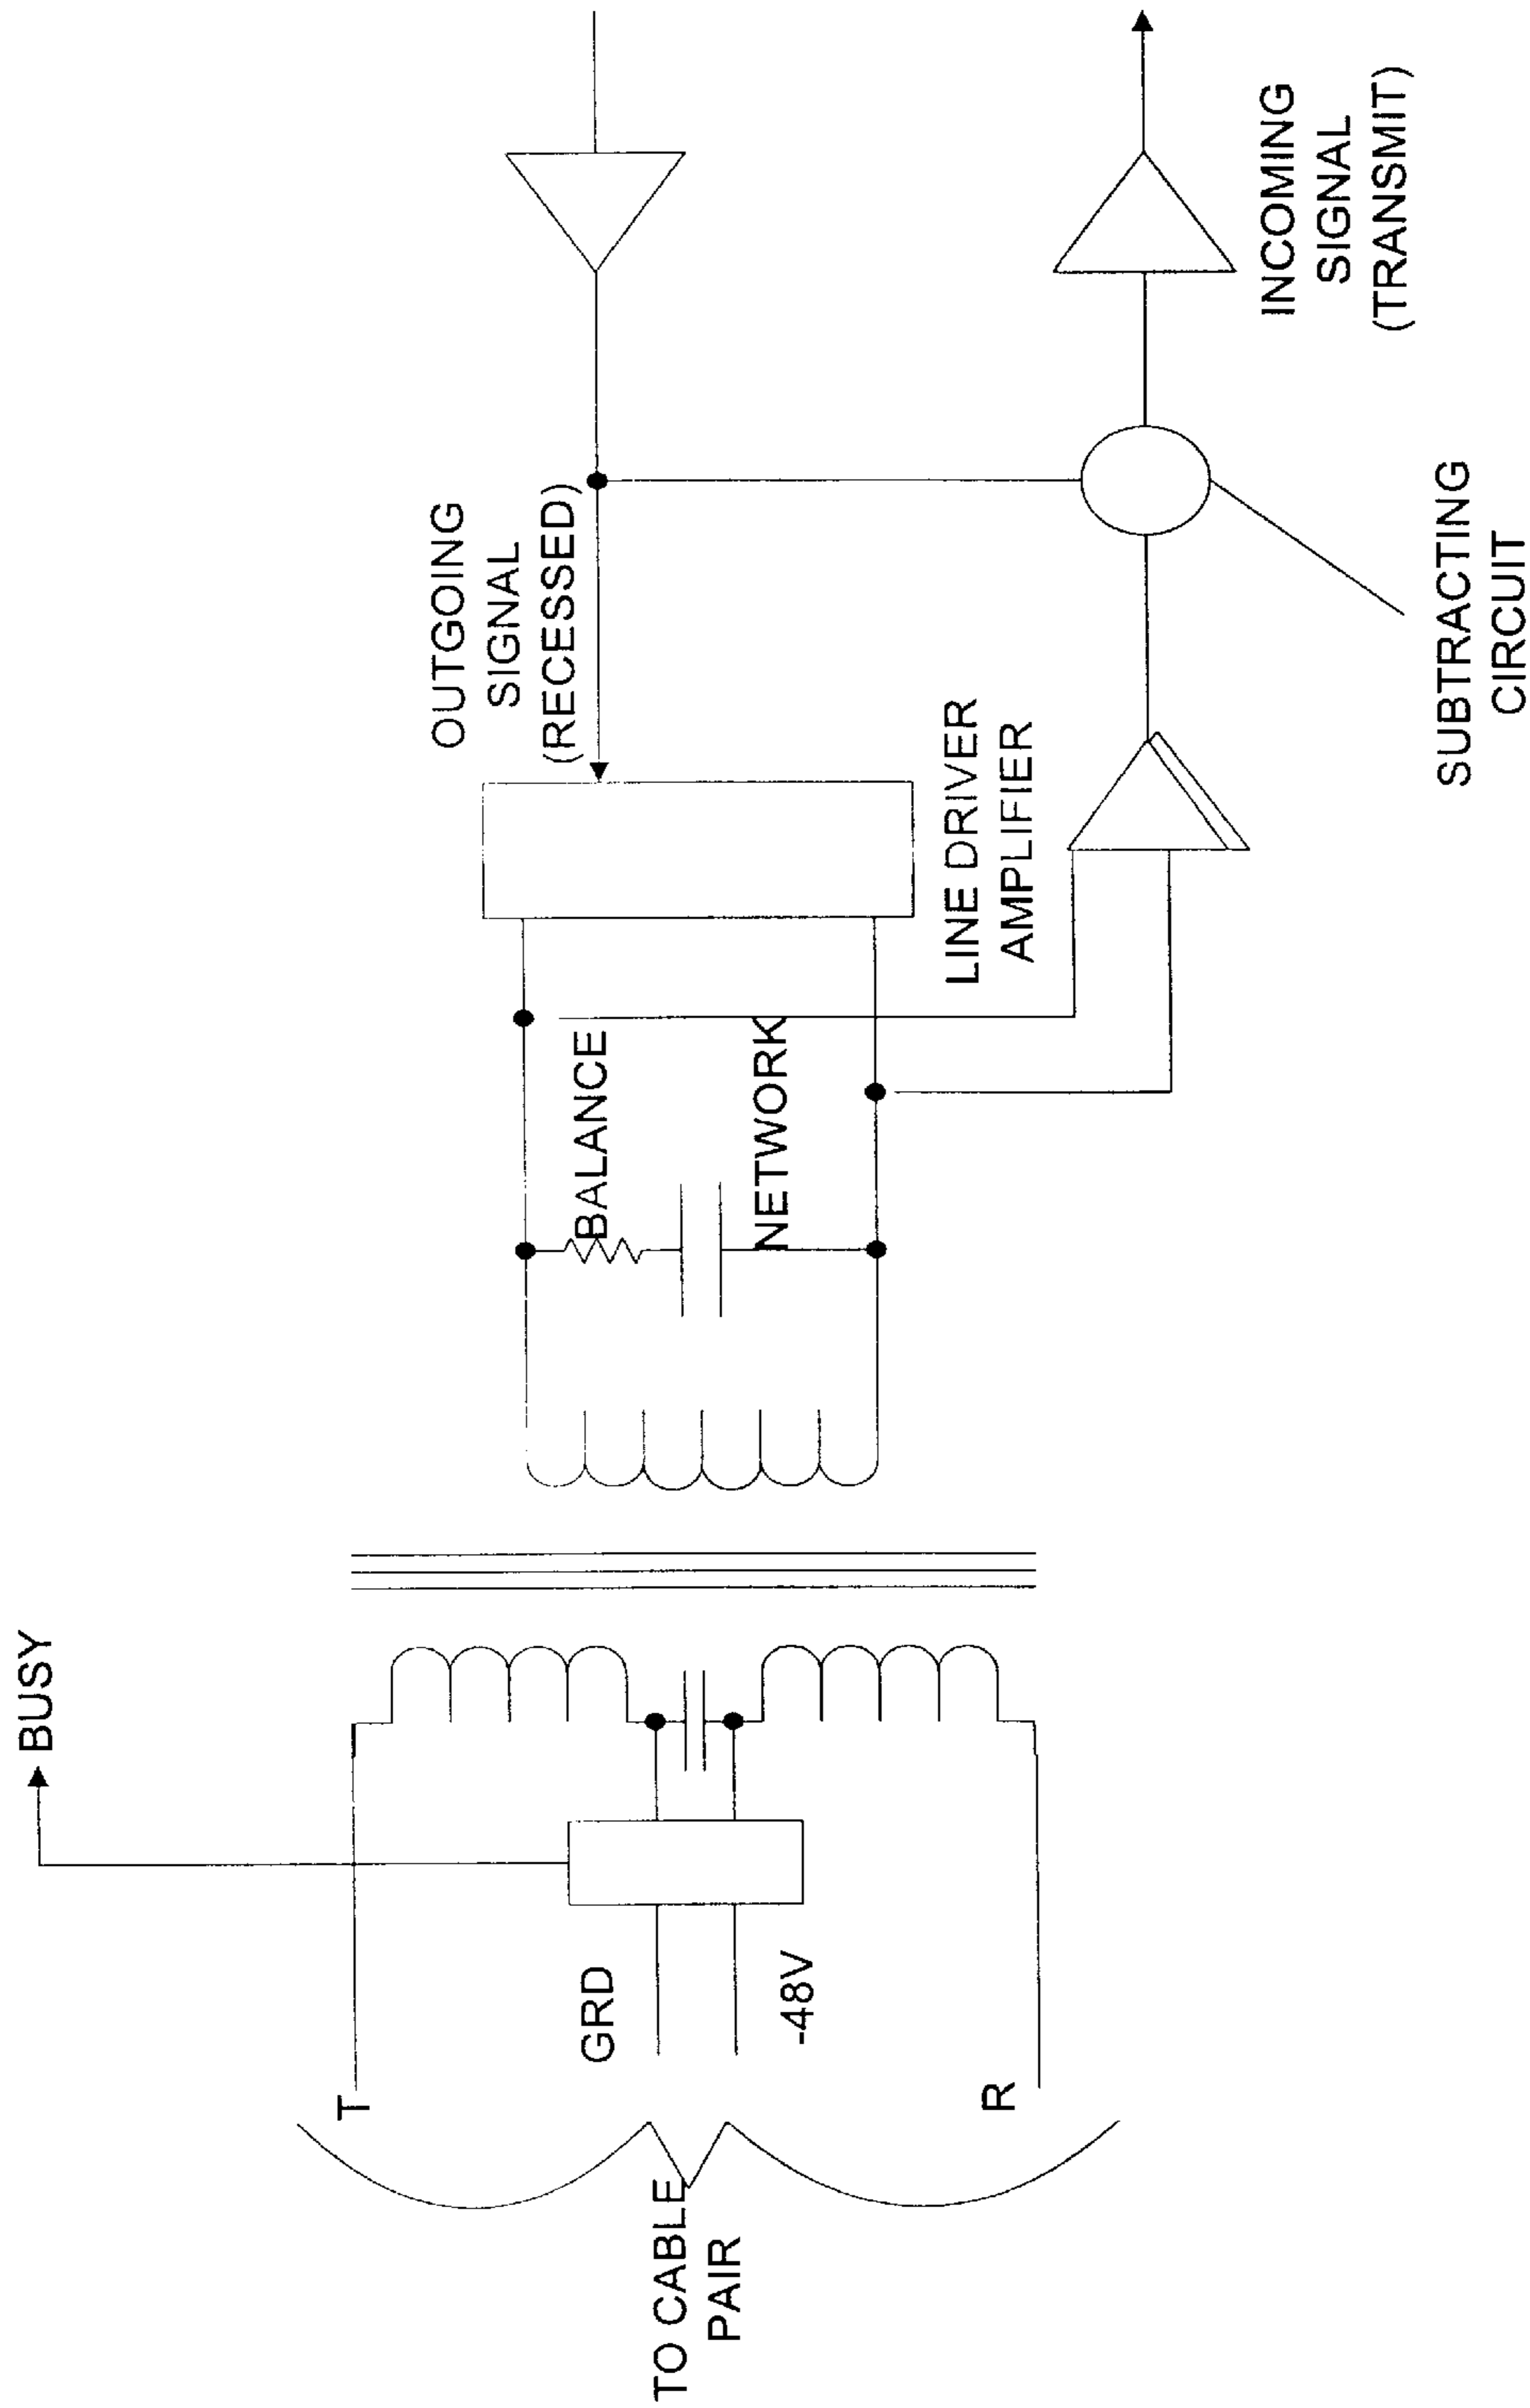 BUSY
TO CABLE
PAIR
T
R
GRD
-48V
BALANCE
NETWORK
LINE DRIVER
AMPLIFIER
OUTGOING
SIGNAL
(RECESSED)
SUBTRACTING
CIRCUIT
INCOMING
SIGNAL
(TRANSMIT)